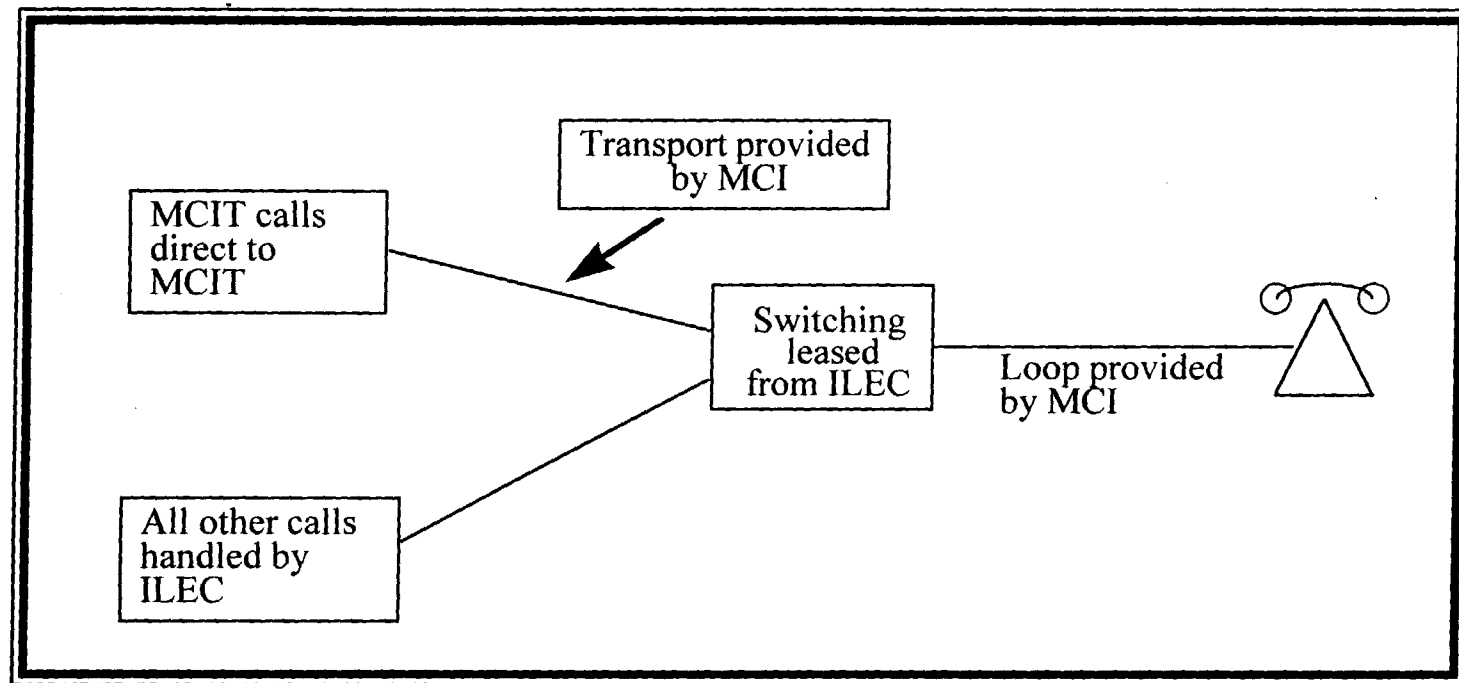 Transport provided
by MCI
MCIT calls
direct to
MCIT
Switching
leased
from ILEC
Loop provided
by MCI
All other calls
handled by
ILEC